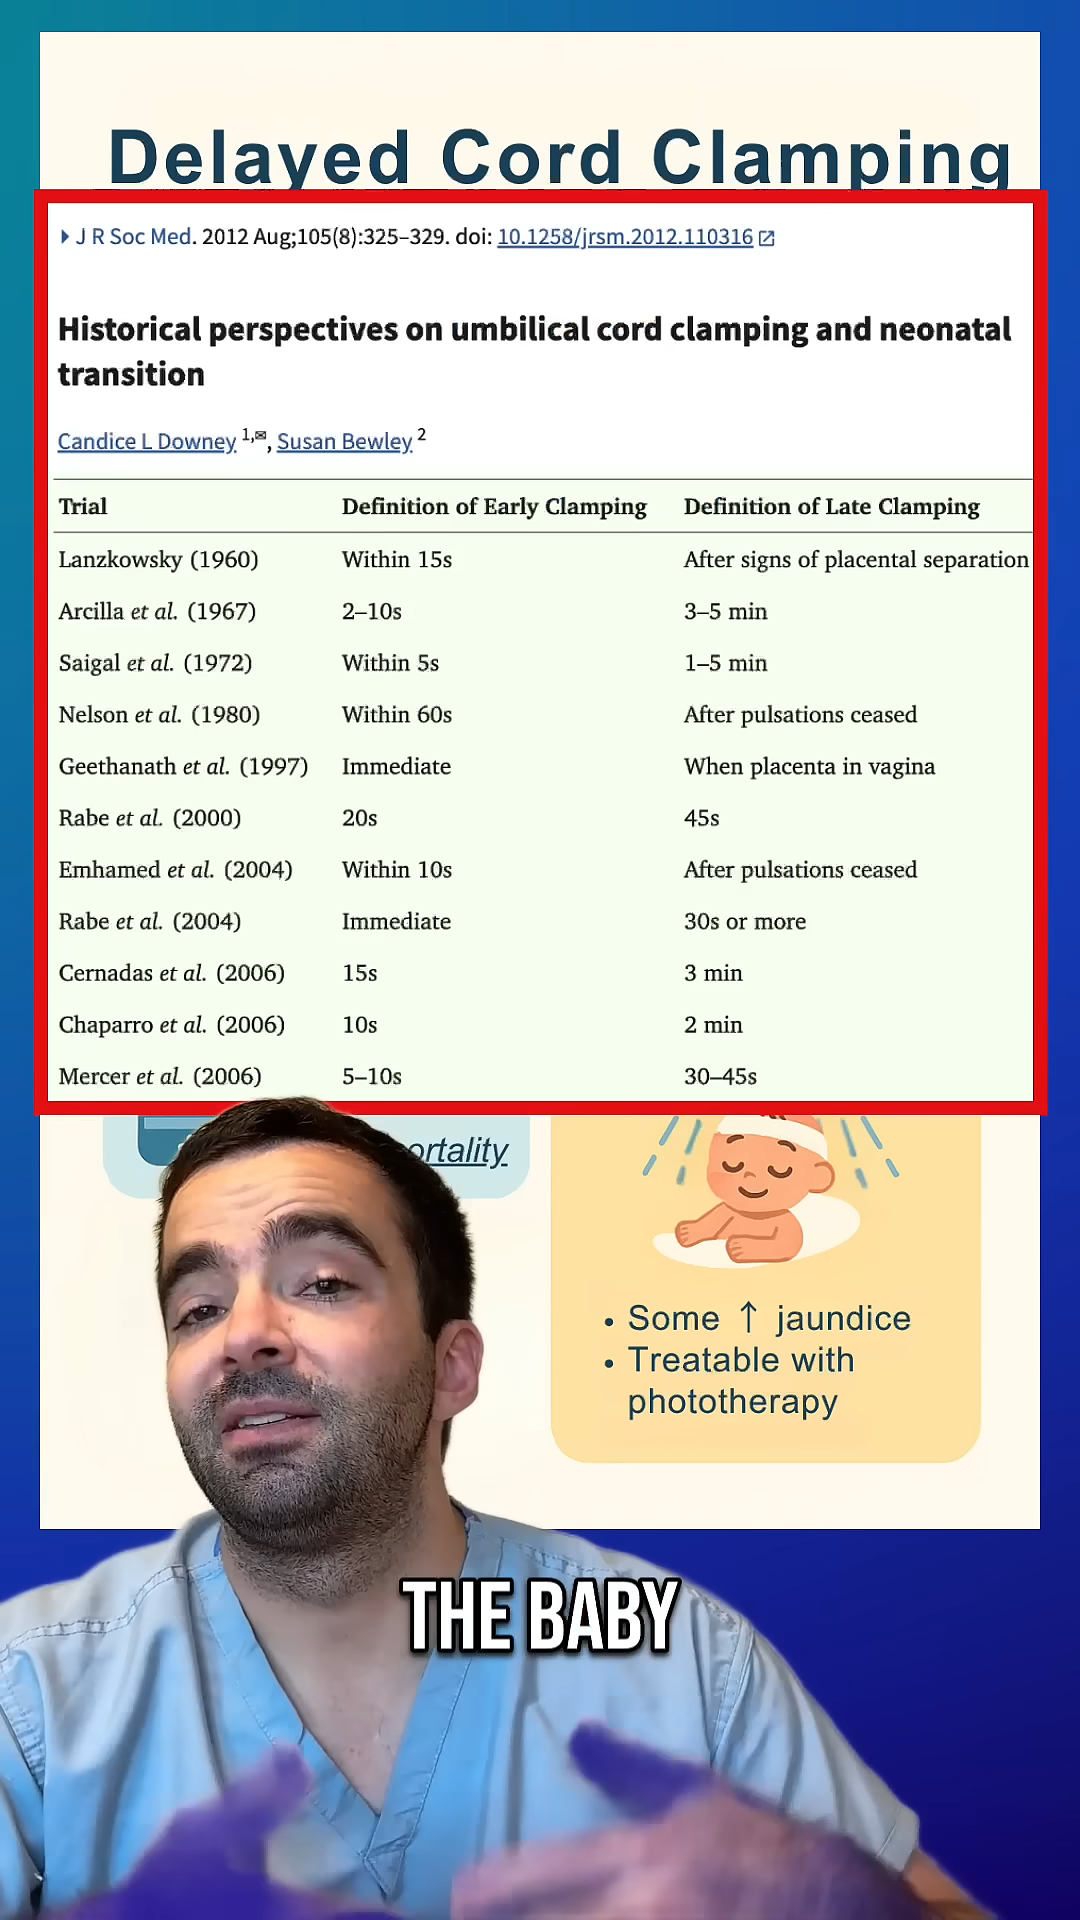 Delayed Cord Clamping
J R Soc Med. 2012 Aug;105(8):325–329. doi: 10.1258/jrsm.2012.110316
Historical perspectives on umbilical cord clamping and neonatal
transition
Candice L Downey 1,✉, Susan Bewley 2
Trial Definition of Early Clamping Definition of Late Clamping
Lanzkowsky (1960) Within 15s After signs of placental separation
Arcilla et al. (1967) 2–10s 3–5 min
Saigal et al. (1972) Within 5s 1–5 min
Nelson et al. (1980) Within 60s After pulsations ceased
Geethanath et al. (1997) Immediate When placenta in vagina
Rabe et al. (2000) 20s 45s
Emhamed et al. (2004) Within 10s After pulsations ceased
Rabe et al. (2004) Immediate 30s or more
Cernadas et al. (2006) 15s 3 min
Chaparro et al. (2006) 10s 2 min
Mercer et al. (2006) 5–10s 30–45s
• Some ↑ jaundice
• Treatable with
phototherapy
THE BABY